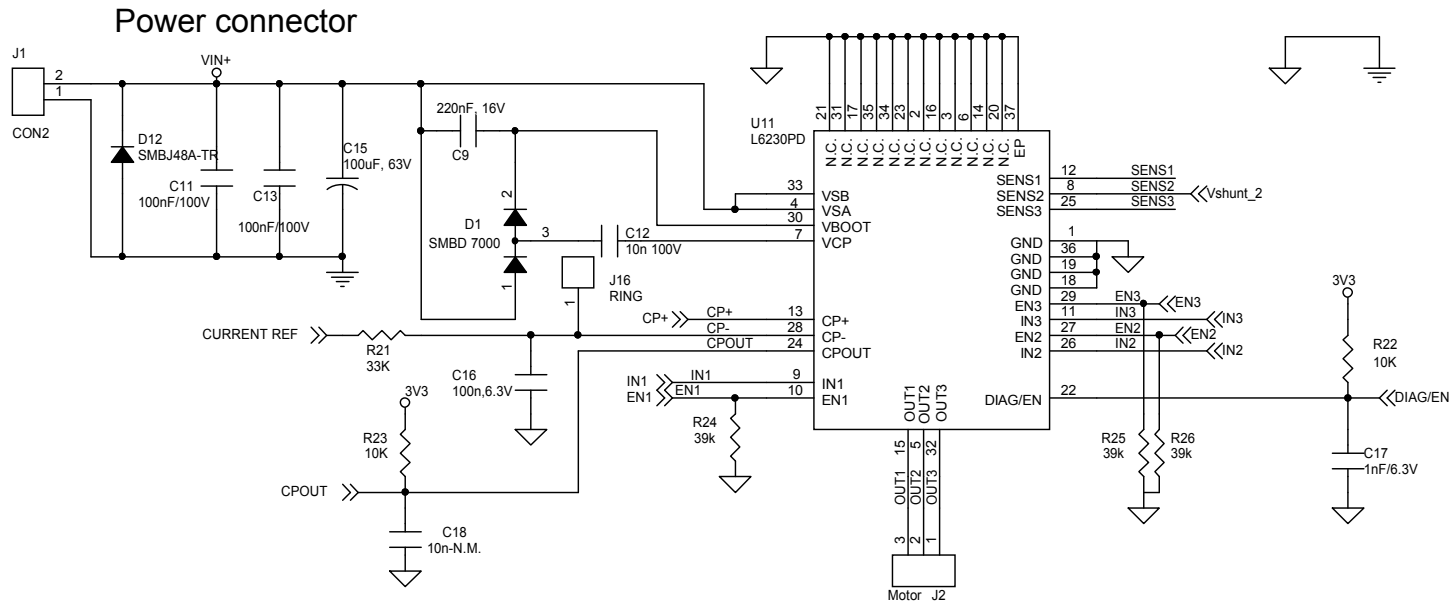 Power connector
J1
2
1
CON2
VIN+
D12
SMBJ48A-TR
C11
100nF/100V
C13
100nF/100V
C15
100uF, 63V
220nF, 16V
C9
2
D1
SMBD 7000
3
1
C12
10n 100V
J16
RING
1
CURRENT REF
R21
33K
C16
100n,6.3V
3V3
R23
10K
CPOUT
C18
10n-N.M.
CP+
CP+
CP-
CPOUT
IN1
IN1
EN1
EN1
R24
39k
U11
L6230PD
21
31
17
35
34
23
2
16
3
6
14
20
37
N.C.
N.C.
N.C.
N.C.
N.C.
N.C.
N.C.
N.C.
N.C.
N.C.
N.C.
N.C.
EP
33
VSB
4
VSA
30
VBOOT
7
VCP
13
CP+
28
CP-
24
CPOUT
9
IN1
10
EN1
SENS1
12
SENS1
SENS2
8
SENS2
Vshunt_2
SENS3
25
SENS3
GND
1
GND
36
GND
19
GND
18
EN3
29
EN3
EN3
IN3
11
IN3
IN3
EN2
27
EN2
EN2
IN2
26
IN2
IN2
DIAG/EN
22
DIAG/EN
3V3
R22
10K
C17
1nF/6.3V
R25
39k
R26
39k
OUT1
OUT2
OUT3
15
5
32
OUT1
OUT2
OUT3
3
2
1
Motor J2